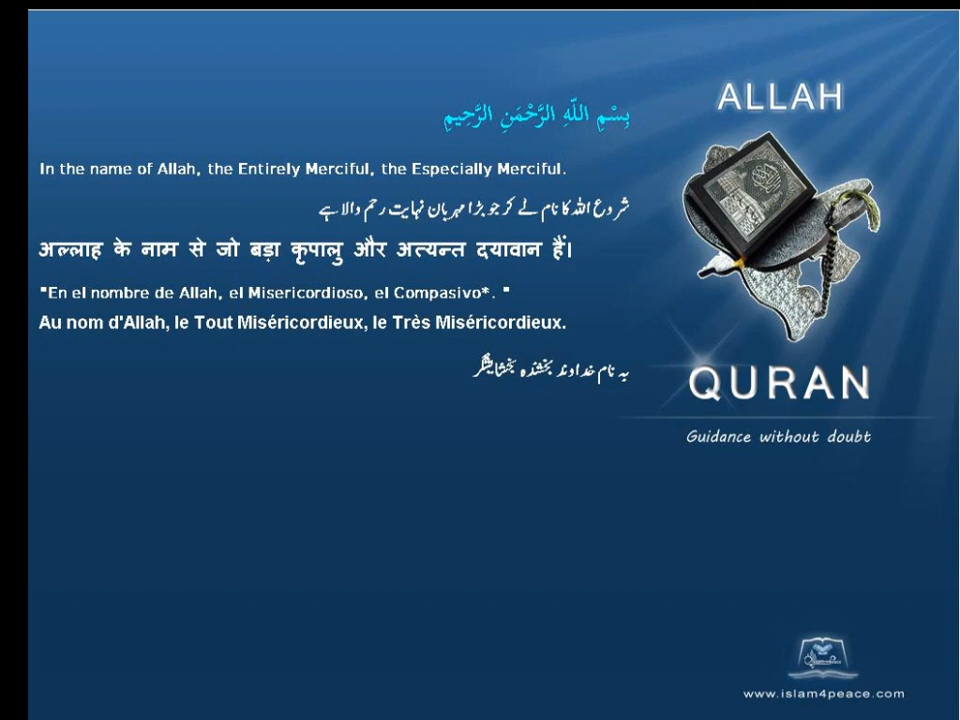 بِسْمِ اللّهِ الرَّحْمَنِ الرَّحِيمِ
In the name of Allah, the Entirely Merciful, the Especially Merciful.
شروع الله کا نام لے کر جو بڑا مہربان نہایت رحم والا ہے
अल्लाह के नाम से जो बड़ा कृपालु और अत्यन्त दयावान हैं।
"En el nombre de Allah, el Misericordioso, el Compasivo*. "
Au nom d'Allah, le Tout Miséricordieux, le Très Miséricordieux.
به نام خداوند بخشنده بخشایشگر
ALLAH
QURAN
Guidance without doubt
www.islam4peace.com